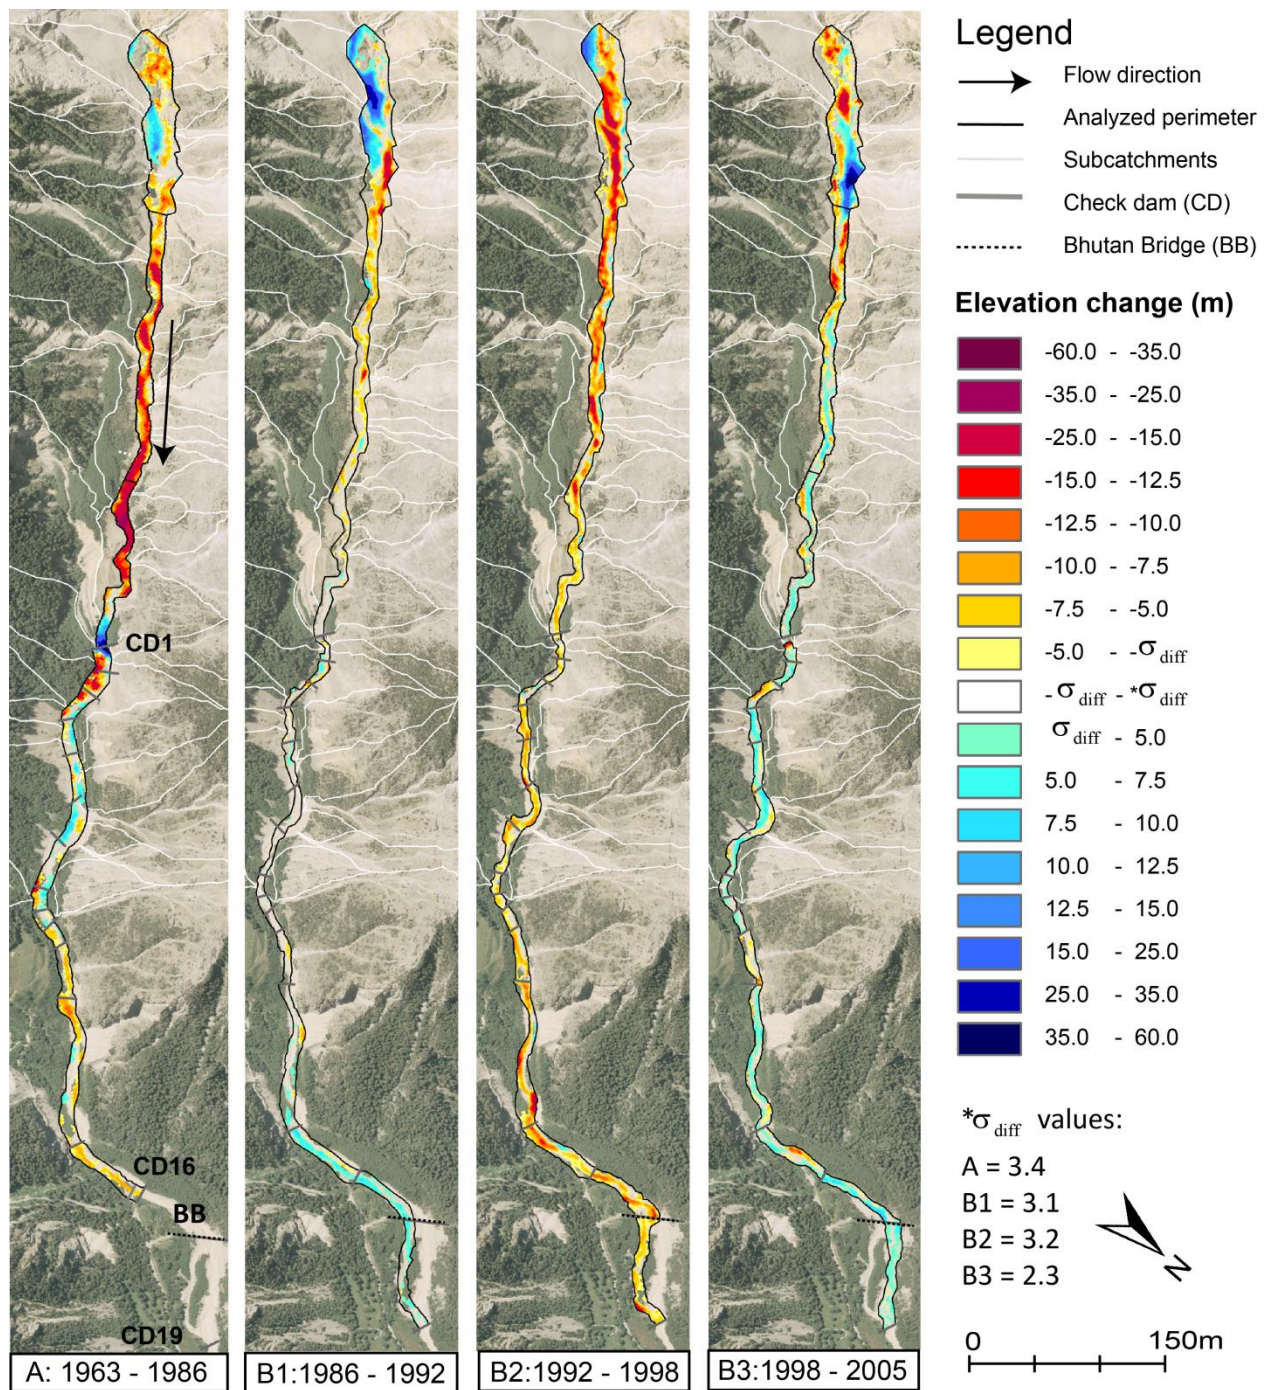 CD1
CD16
BB
CD19
A: 1963 - 1986
B1:1986 - 1992
B2:1992 - 1998
B3:1998 - 2005
Legend
Flow direction
Analyzed perimeter
Subcatchments
Check dam (CD)
Bhutan Bridge (BB)
Elevation change (m)
-60.0 - -35.0
-35.0 - -25.0
-25.0 - -15.0
-15.0 - -12.5
-12.5 - -10.0
-10.0 - -7.5
-7.5 - -5.0
-5.0 - -σdiff
-σdiff - *σdiff
σdiff - 5.0
5.0 - 7.5
7.5 - 10.0
10.0 - 12.5
12.5 - 15.0
15.0 - 25.0
25.0 - 35.0
35.0 - 60.0
*σdiff values:
A = 3.4
B1 = 3.1
B2 = 3.2
B3 = 2.3
N
0 150m